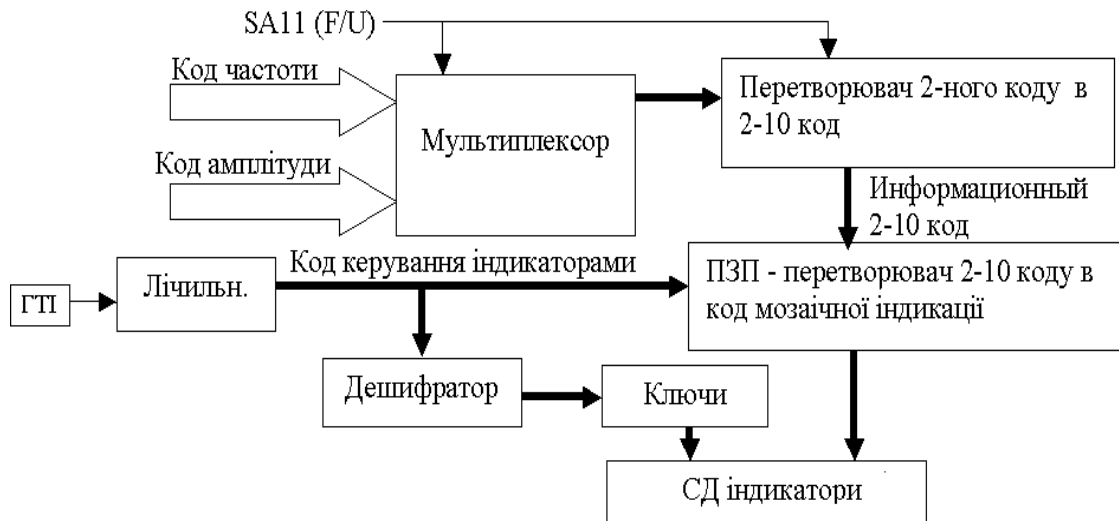 SA11 (F/U)
Код частоти
Код амплітуди
Мультиплексор
Перетворювач 2-ного коду в
2-10 код
Информационный
2-10 код
ГТІ
Лічильн.
Код керування індикаторами
ПЗП - перетворювач 2-10 коду в
код мозаічної індикації
Дешифратор
Ключи
СД індикатори